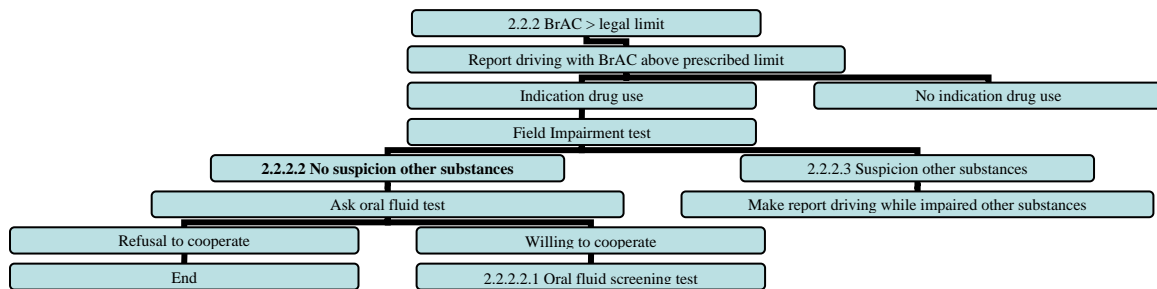 2.2.2 BrAC > legal limit
Report driving with BrAC above prescribed limit
Indication drug use
No indication drug use
Field Impairment test
2.2.2.2 No suspicion other substances
2.2.2.3 Suspicion other substances
Ask oral fluid test
Make report driving while impaired other substances
Refusal to cooperate
Willing to cooperate
End
2.2.2.2.1 Oral fluid screening test